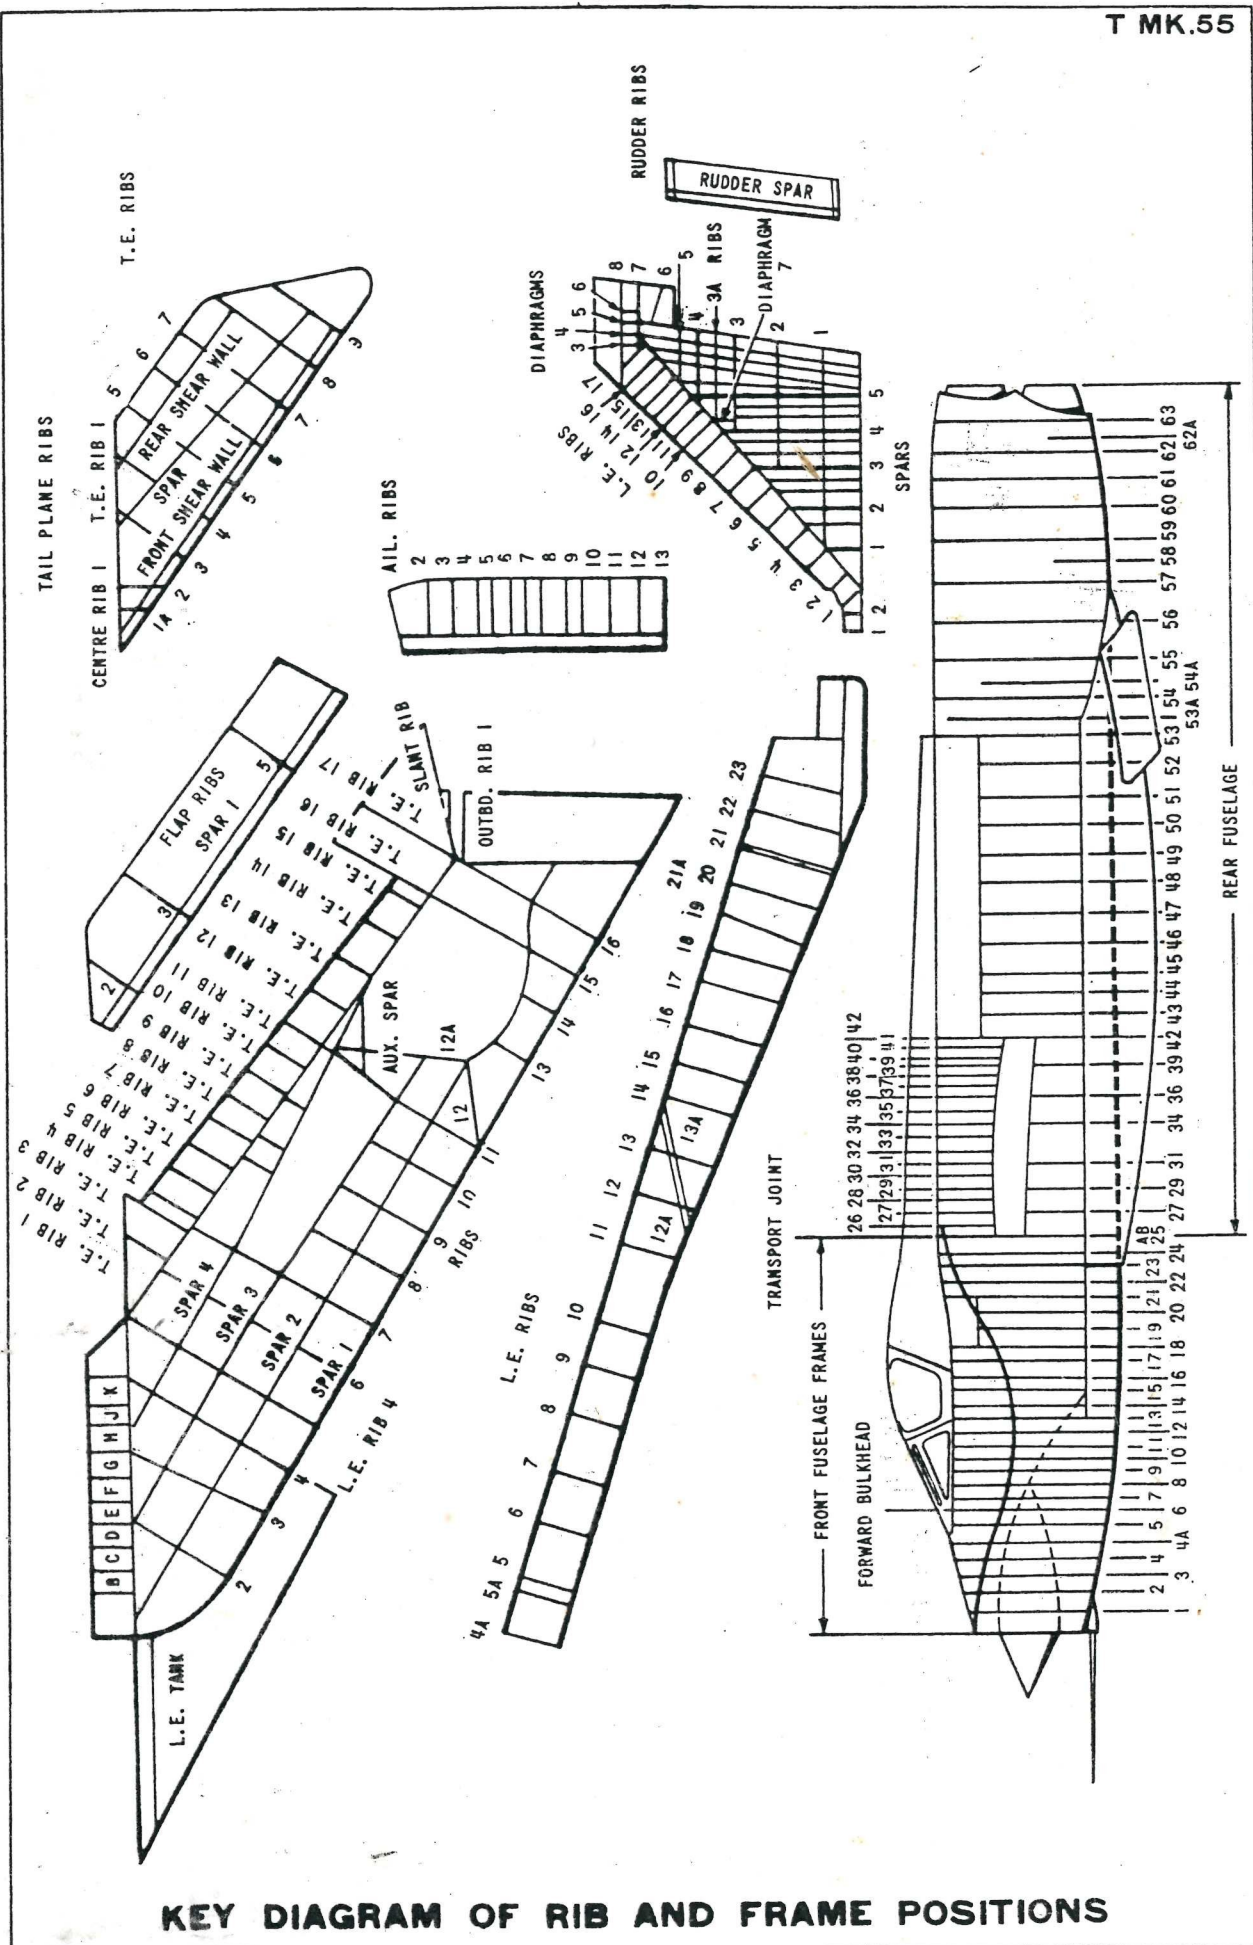 T MK.55
TAIL PLANE RIBS
CENTRE RIB 1
T.E. RIB 1
5
6
7
T.E. RIBS
REAR SHEAR WALL
SPAR
FRONT SHEAR WALL
1A 2 3 4 5 6 7 8 9
FLAP RIBS
SPAR 1
2
3
5
AIL. RIBS
2
3
4
5
6
7
8
9
10
11
12
13
RUDDER RIBS
RUDDER SPAR
DIAPHRAGMS
3 4 5 6
8
7
6
5
4
3A RIBS
3
DIAPHRAGM
7
2
1
L.E. RIBS
1 2 3 4 5 6 7 8 9 10 11 12 13 14 15 16 17
1 2
1 2 3 4 5
SPARS
T.E. RIB 1
T.E. RIB 2
T.E. RIB 3
T.E. RIB 4
T.E. RIB 5
T.E. RIB 6
T.E. RIB 7
T.E. RIB 8
T.E. RIB 9
T.E. RIB 10
T.E. RIB 11
T.E. RIB 12
T.E. RIB 13
T.E. RIB 14
T.E. RIB 15
T.E. RIB 16
T.E. RIB 17
SLANT RIB
OUTBD. RIB 1
AUX. SPAR
12A
12
B C D E F G H J K
SPAR 4
SPAR 3
SPAR 2
SPAR 1
2 3 4 6 7 8 9 10 11 13 14 15 16
RIBS
L.E. RIB 4
L.E. TANK
L.E. RIBS
4A 5A 5 6 7 8 9 10 11 12 13 14 15 16 17 18 19 20 21 22 23
21A
12A
13A
TRANSPORT JOINT
FRONT FUSELAGE FRAMES
FORWARD BULKHEAD
26 28 30 32 34 36 38 40 42
27 29 31 33 35 37 39 41
1 2 3 4 4A 5 6 7 8 9 10 11 12 13 14 15 16 17 18 19 20 21 22 23 24 25
AB
27 29 31 34 36 39 42 43 44 45 46 47 48 49 50 51 52 53 54 55 56 57 58 59 60 61 62 63
53A 54A
62A
REAR FUSELAGE
KEY DIAGRAM OF RIB AND FRAME POSITIONS